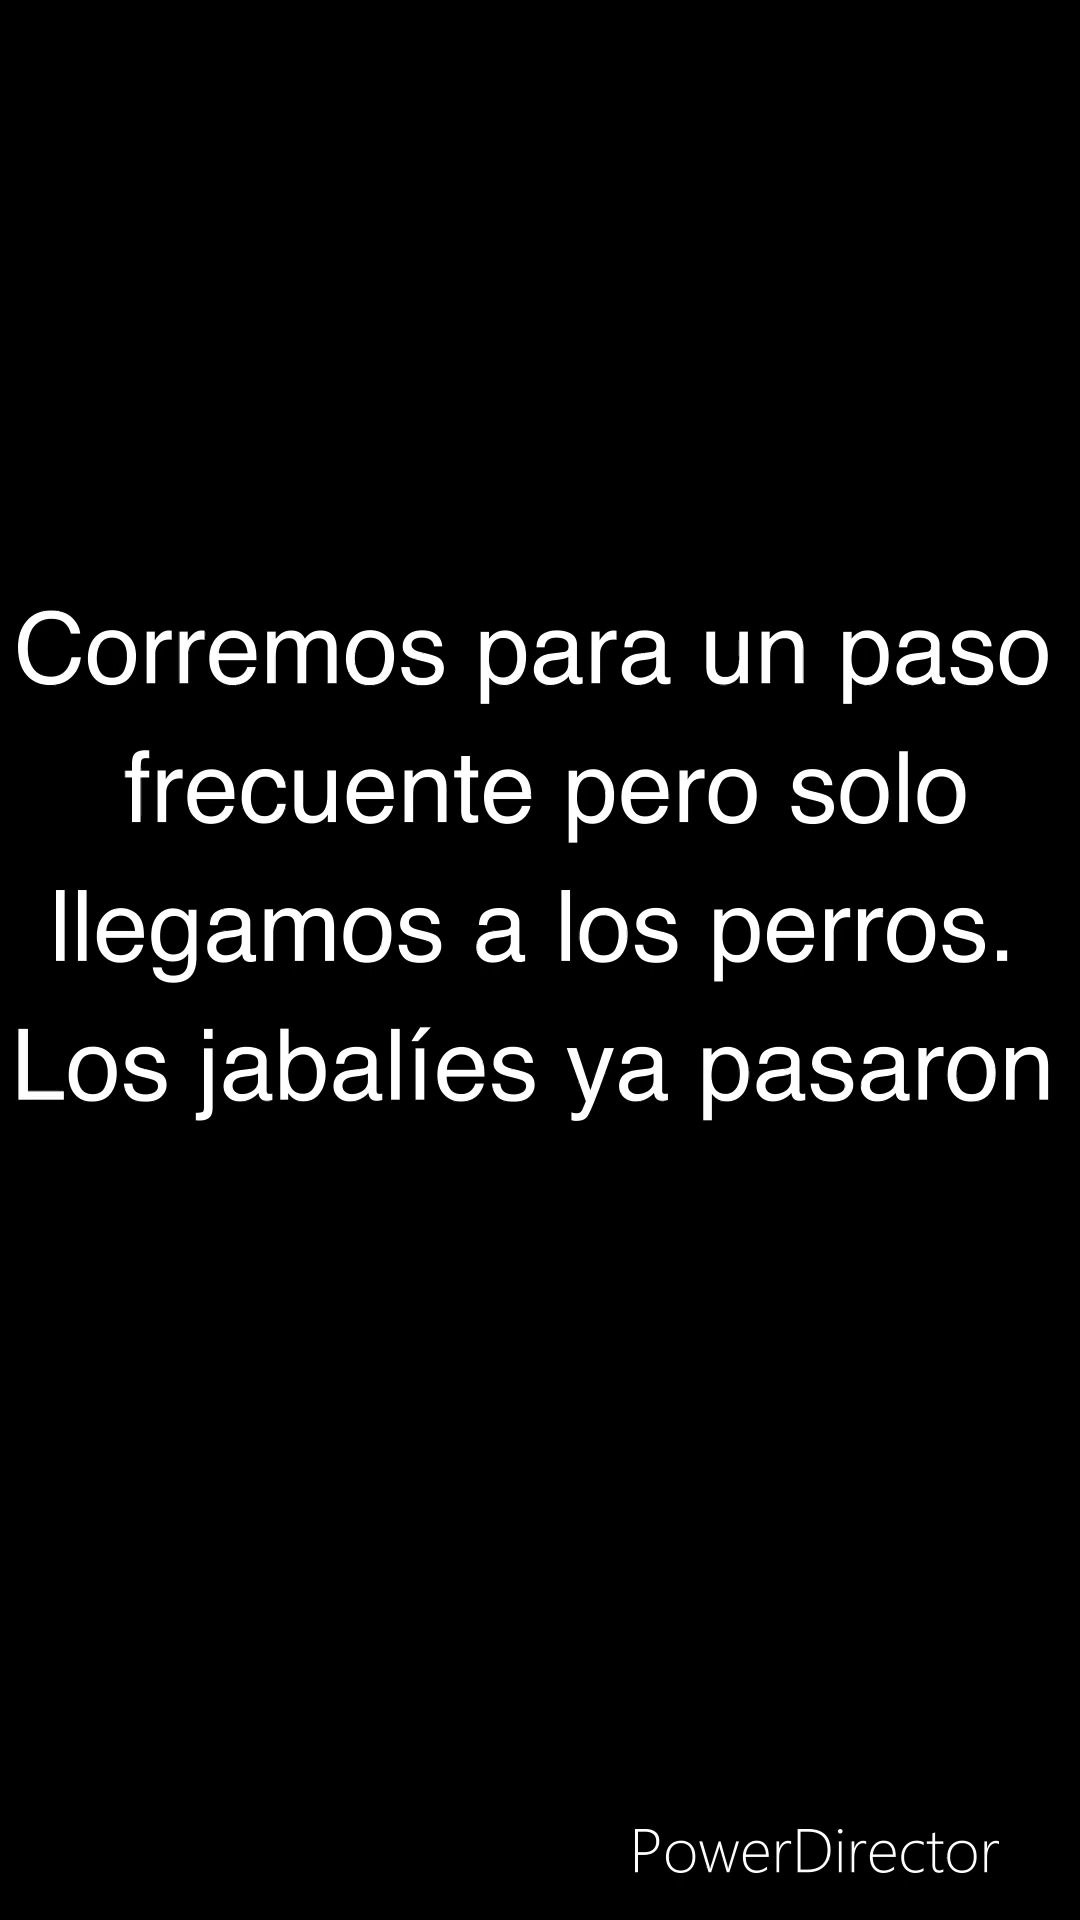 Corremos para un paso
frecuente pero solo
llegamos a los perros.
Los jabalíes ya pasaron
PowerDirector